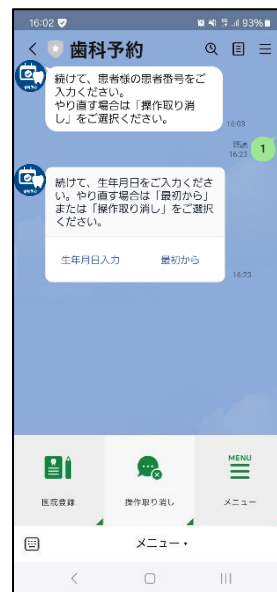 16:02
93%
歯科予約
続けて、患者様の患者番号をご
入力ください。
やり直す場合は「操作取り消
し」をご選択ください。
16:03
既読
16:23
1
続けて、生年月日をご入力くださ
い。やり直す場合は「最初から」
または「操作取り消し」をご選択
ください。
生年月日入力 最初から
16:23
MENU
医院登録 操作取り消し メニュー
メニュー